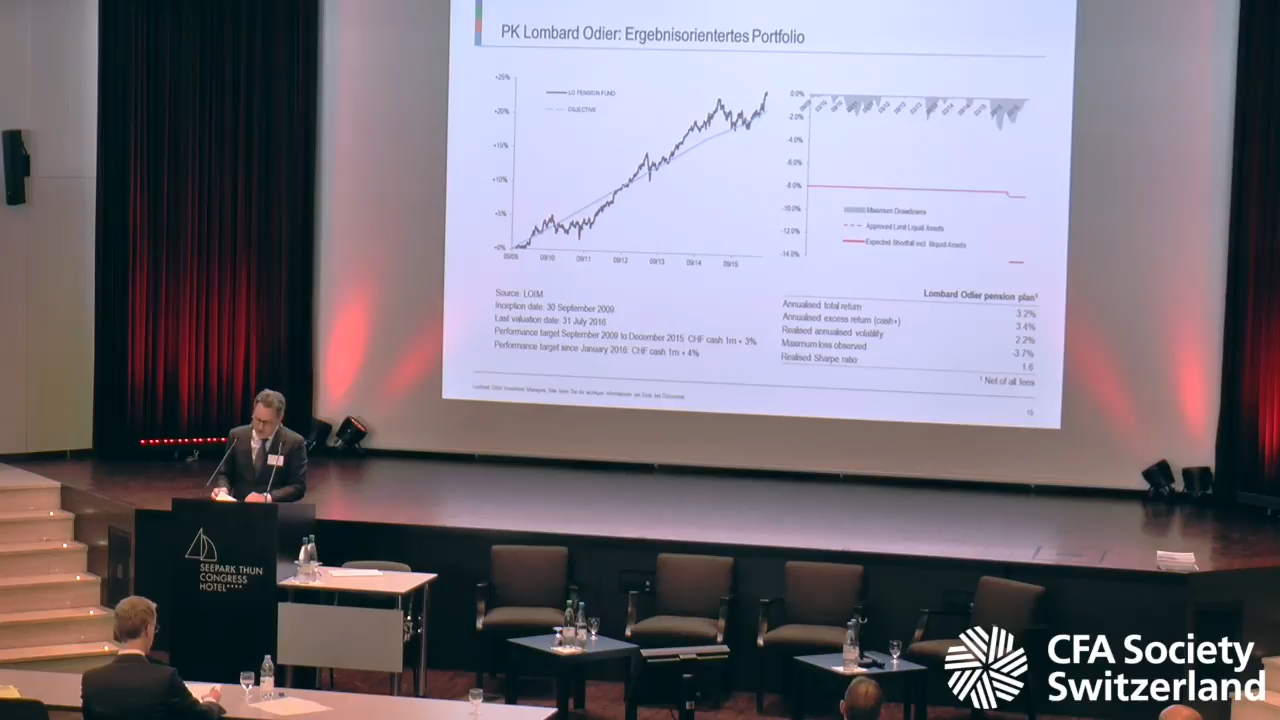 PK Lombard Odier: Ergebnisorientertes Portfolio
+25%
+20%
+15%
+10%
+5%
+0%
LO PENSION FUND
OBJECTIVE
09/09 09/10 09/11 09/12 09/13 09/14 09/15
0.0%
-2.0%
-4.0%
-6.0%
-8.0%
-10.0%
-12.0%
-14.0%
Maximum Drawdowns
Approved Limit Liquid Assets
Expected Shortfall incl. Illiquid Assets
Source: LOIM
Inception date: 30 September 2009
Last valuation date: 31 July 2016
Performance target September 2009 to December 2015: CHF cash 1m + 3%
Performance target since January 2016: CHF cash 1m + 4%
Lombard Odier pension plan¹
Annualised total return 3.2%
Annualised excess return (cash+) 3.4%
Realised annualised volatility 2.2%
Maximum loss observed -3.7%
Realised Sharpe ratio 1.6
¹ Net of all fees
15
SEEPARK THUN
CONGRESS
HOTEL****
CFA Society
Switzerland